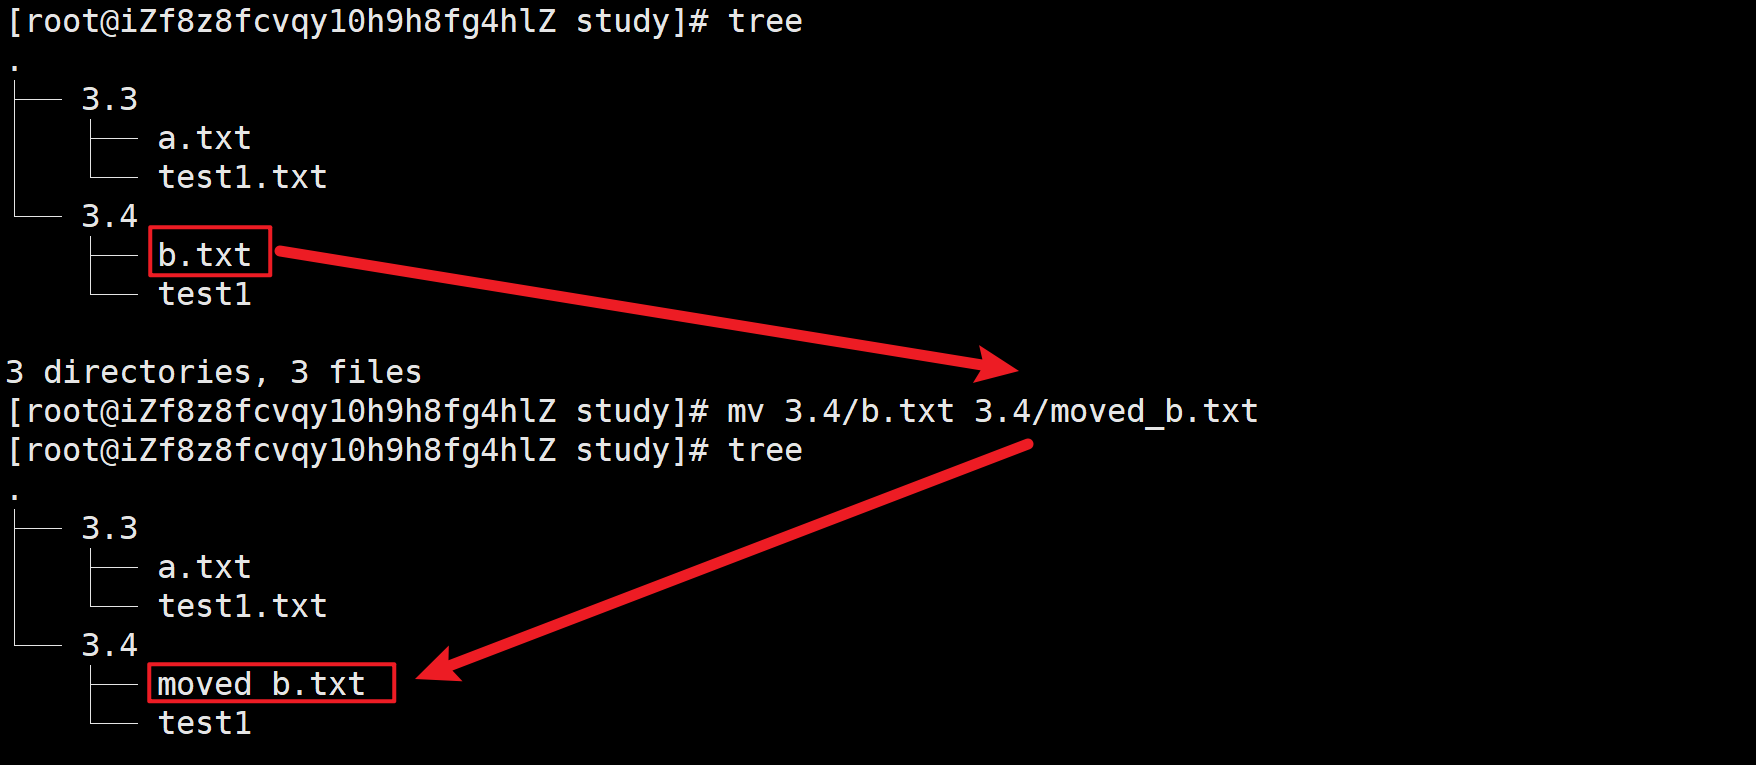 [root@iZf8z8fcvqy10h9h8fg4hlZ study]# tree
.
├── 3.3
│   ├── a.txt
│   └── test1.txt
└── 3.4
    ├── b.txt
    └── test1

3 directories, 3 files
[root@iZf8z8fcvqy10h9h8fg4hlZ study]# mv 3.4/b.txt 3.4/moved_b.txt
[root@iZf8z8fcvqy10h9h8fg4hlZ study]# tree
.
├── 3.3
│   ├── a.txt
│   └── test1.txt
└── 3.4
    ├── moved b.txt
    └── test1